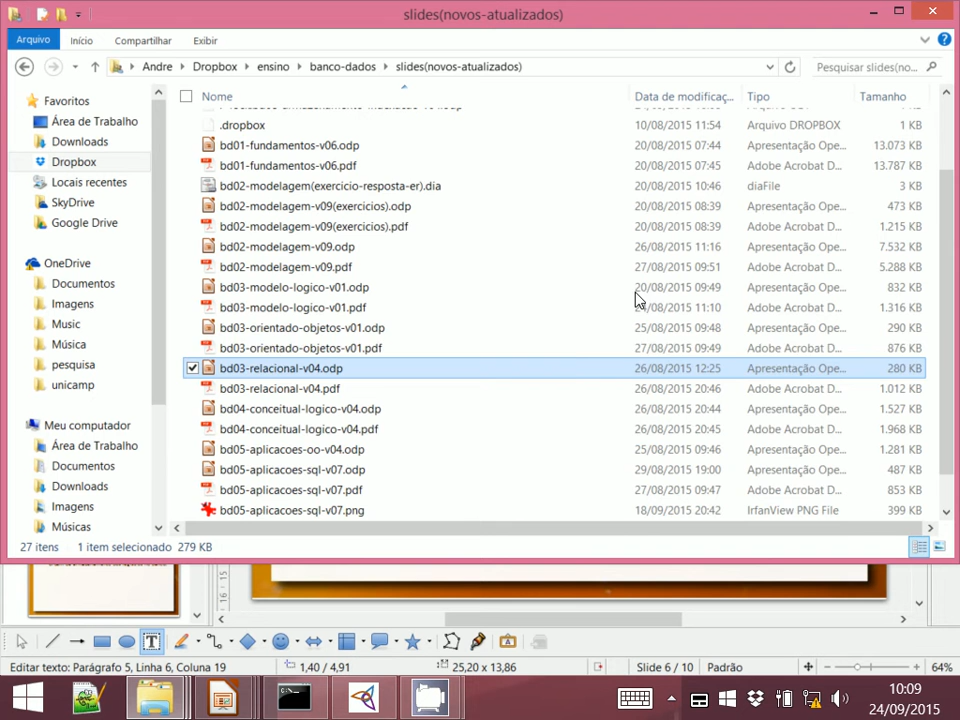 slides(novos-atualizados)
Arquivo Início Compartilhar Exibir
Andre Dropbox ensino banco-dados slides(novos-atualizados)
Pesquisar slides(no...
Nome Data de modificaç... Tipo Tamanho
.dropbox 10/08/2015 11:54 Arquivo DROPBOX 1 KB
bd01-fundamentos-v06.odp 20/08/2015 07:44 Apresentação Ope... 13.073 KB
bd01-fundamentos-v06.pdf 20/08/2015 07:45 Adobe Acrobat D... 13.787 KB
bd02-modelagem(exercicio-resposta-er).dia 20/08/2015 10:46 diaFile 3 KB
bd02-modelagem-v09(exercicios).odp 20/08/2015 08:39 Apresentação Ope... 473 KB
bd02-modelagem-v09(exercicios).pdf 20/08/2015 08:39 Adobe Acrobat D... 1.215 KB
bd02-modelagem-v09.odp 26/08/2015 11:16 Apresentação Ope... 7.532 KB
bd02-modelagem-v09.pdf 27/08/2015 09:51 Adobe Acrobat D... 5.288 KB
bd03-modelo-logico-v01.odp 20/08/2015 09:49 Apresentação Ope... 832 KB
bd03-modelo-logico-v01.pdf 11:10 Adobe Acrobat D... 1.316 KB
bd03-orientado-objetos-v01.odp 25/08/2015 09:48 Apresentação Ope... 290 KB
bd03-orientado-objetos-v01.pdf 27/08/2015 09:49 Adobe Acrobat D... 876 KB
bd03-relacional-v04.odp 26/08/2015 12:25 Apresentação Ope... 280 KB
bd03-relacional-v04.pdf 26/08/2015 20:46 Adobe Acrobat D... 1.012 KB
bd04-conceitual-logico-v04.odp 26/08/2015 20:44 Apresentação Ope... 1.527 KB
bd04-conceitual-logico-v04.pdf 26/08/2015 20:45 Adobe Acrobat D... 1.968 KB
bd05-aplicacoes-oo-v04.odp 25/08/2015 09:46 Apresentação Ope... 1.281 KB
bd05-aplicacoes-sql-v07.odp 29/08/2015 19:00 Apresentação Ope... 487 KB
bd05-aplicacoes-sql-v07.pdf 27/08/2015 09:47 Adobe Acrobat D... 853 KB
bd05-aplicacoes-sql-v07.png 18/09/2015 20:42 IrfanView PNG File 399 KB
Favoritos
Área de Trabalho
Downloads
Dropbox
Locais recentes
SkyDrive
Google Drive
OneDrive
Documentos
Imagens
Music
Música
pesquisa
unicamp
Meu computador
Área de Trabalho
Documentos
Downloads
Imagens
Músicas
27 itens 1 item selecionado 279 KB
16 15
Editar texto: Parágrafo 5, Linha 6, Coluna 19 1,40 / 4,91 25,20 x 13,86 Slide 6 / 10 Padrão 64%
10:09
24/09/2015